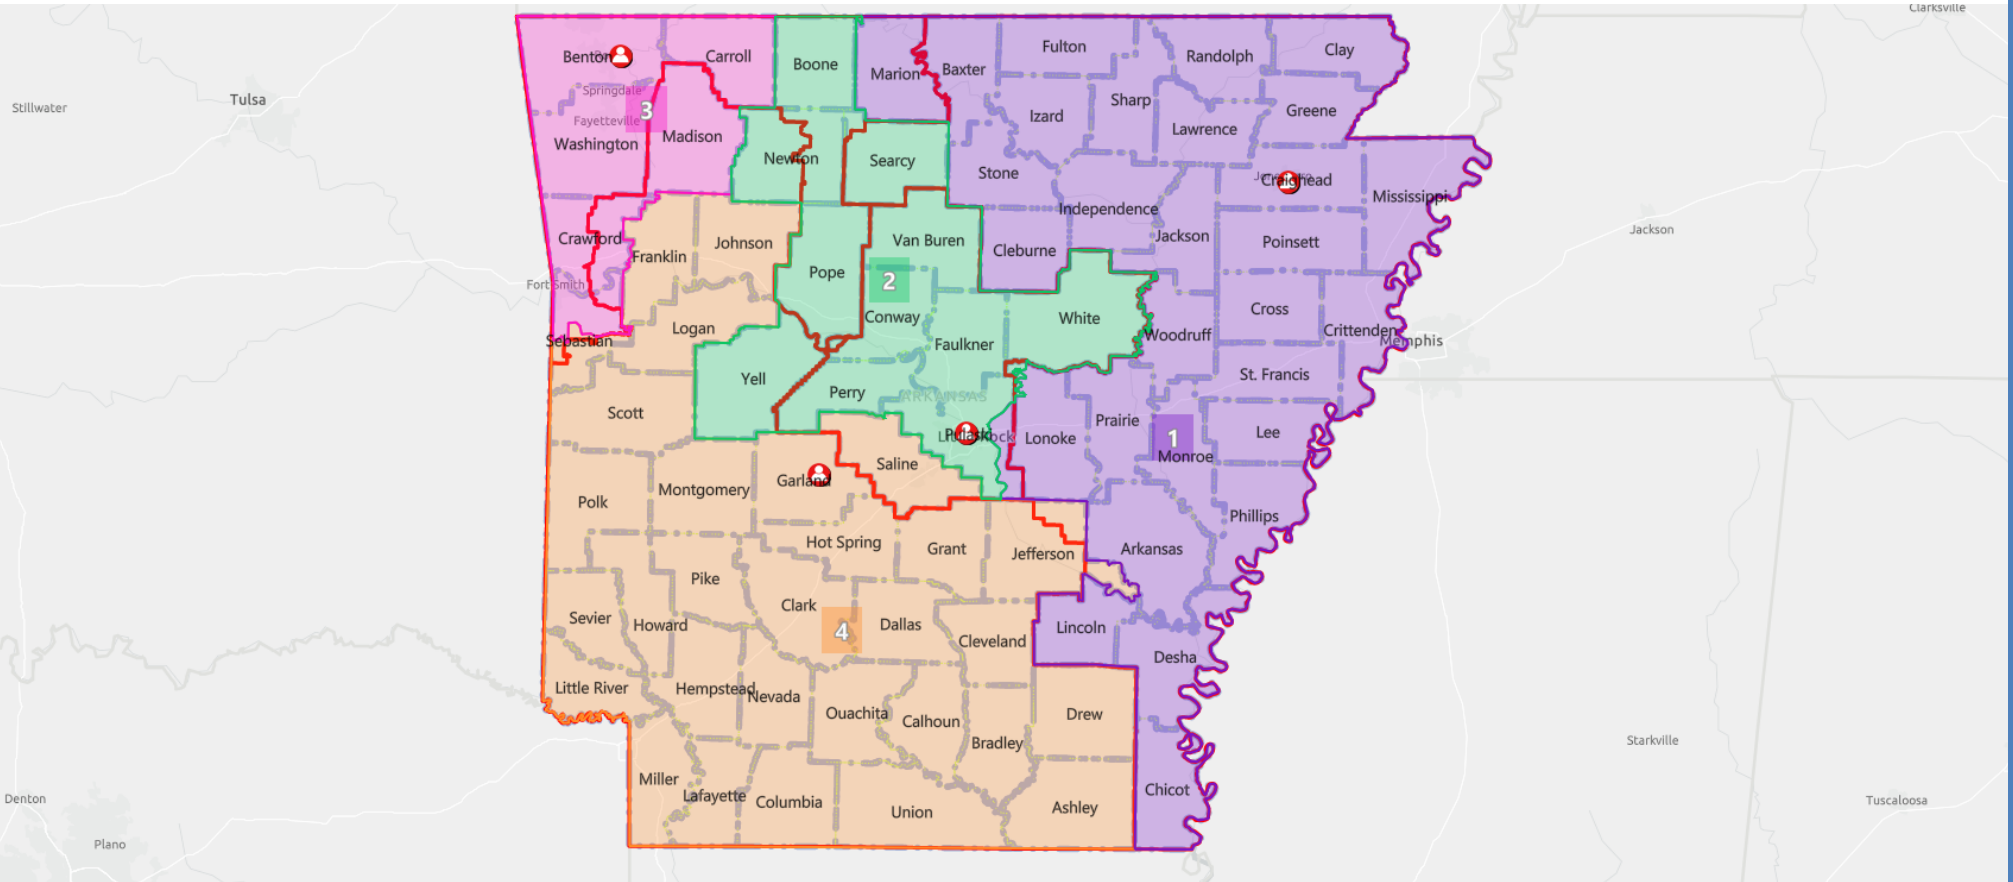 Clarksville
Fulton
Clay
Benton
Carroll
Boone
Marion
Baxter
Randolph
Springdale
Tulsa
Stillwater
3
Sharp
Izard
Greene
Fayetteville
Madison
Lawrence
Washington
Newton
Searcy
Stone
Craighead
Mississippi
Independence
Jackson
Jackson
Crawford
Johnson
Van Buren
Cleburne
Poinsett
Franklin
Pope
2
Fort Smith
Conway
White
Cross
Logan
Woodruff
Crittenden
Memphis
Sebastian
Faulkner
Yell
St. Francis
Perry
ARKANSAS
Scott
Prairie
Pulaski
Lonoke
1
Lee
Monroe
Saline
Garland
Montgomery
Polk
Phillips
Hot Spring
Grant
Jefferson
Arkansas
Pike
Clark
Sevier
Howard
4
Dallas
Cleveland
Lincoln
Desha
Little River
Hempstead
Nevada
Ouachita
Calhoun
Drew
Bradley
Starkville
Miller
Lafayette
Columbia
Union
Ashley
Chicot
Denton
Tuscaloosa
Plano